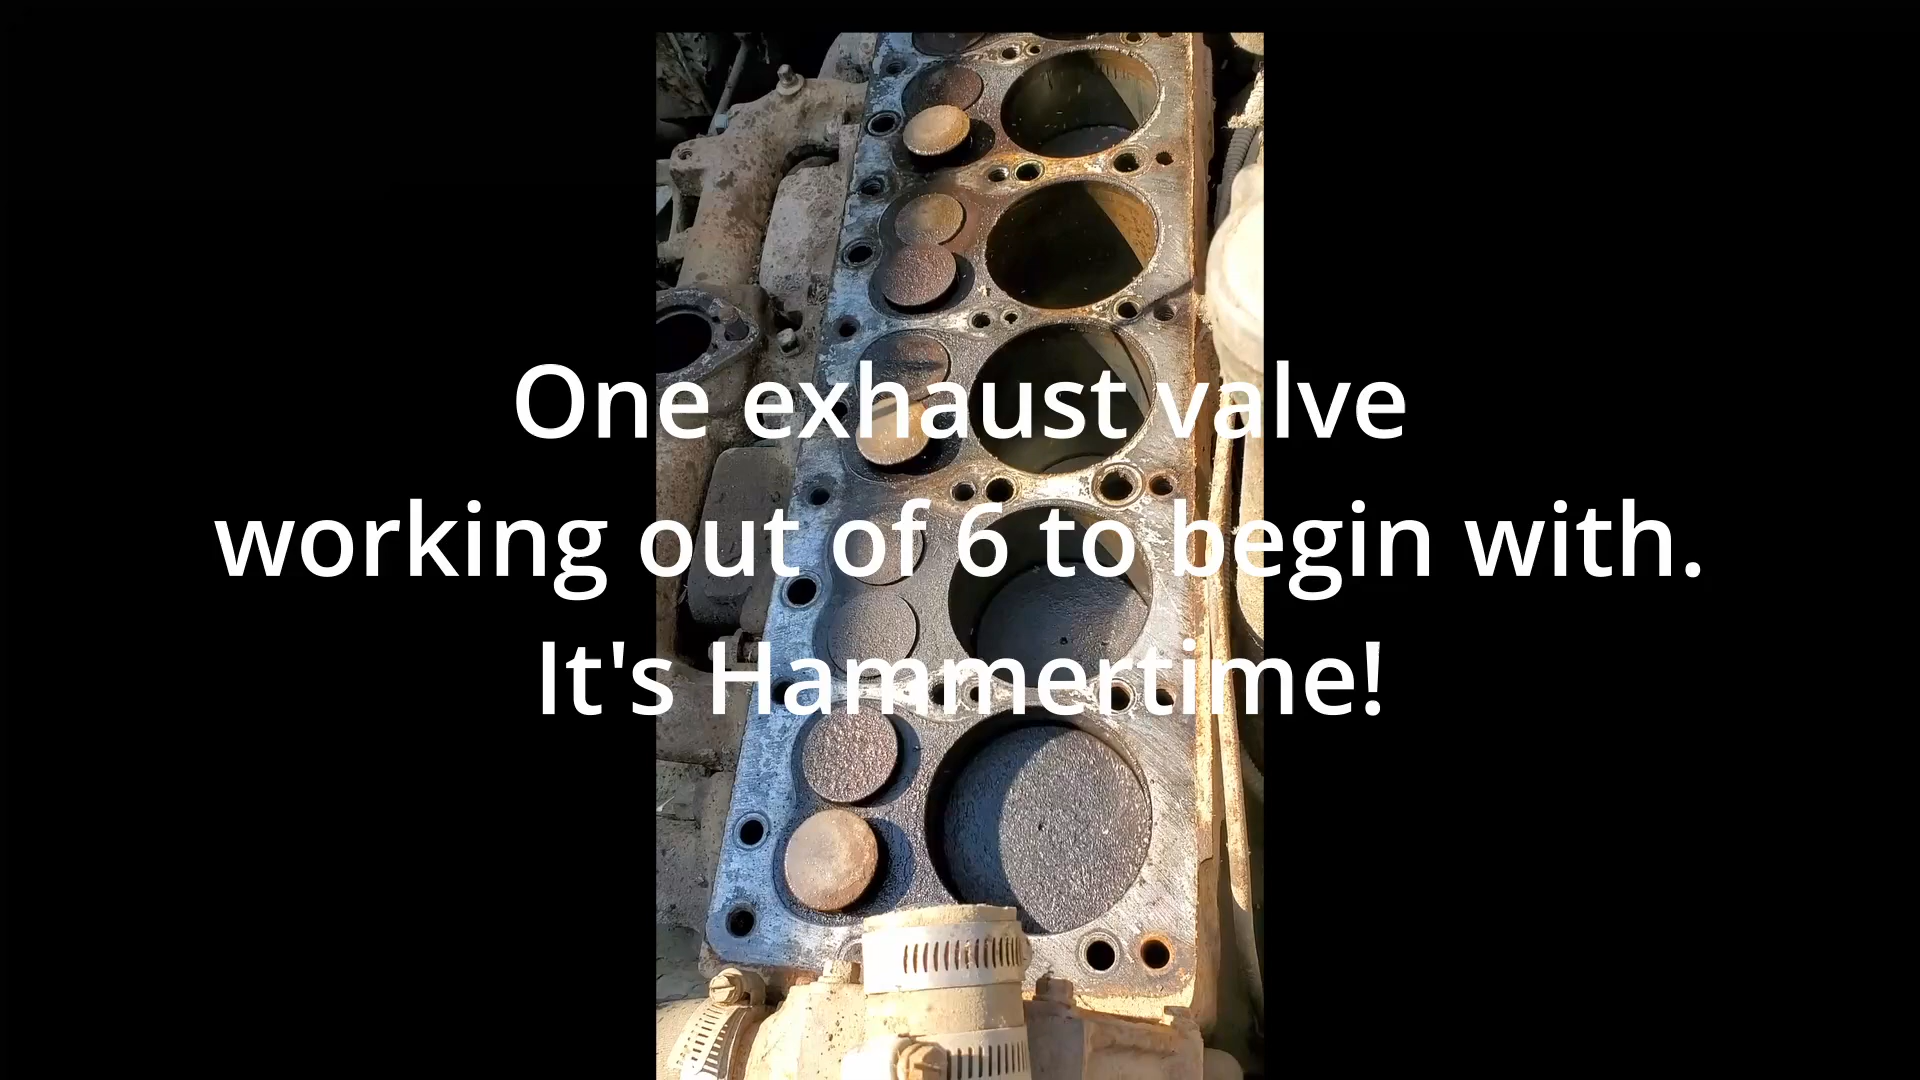 One exhaust valve
working out of 6 to begin with.
It's Hammertime!